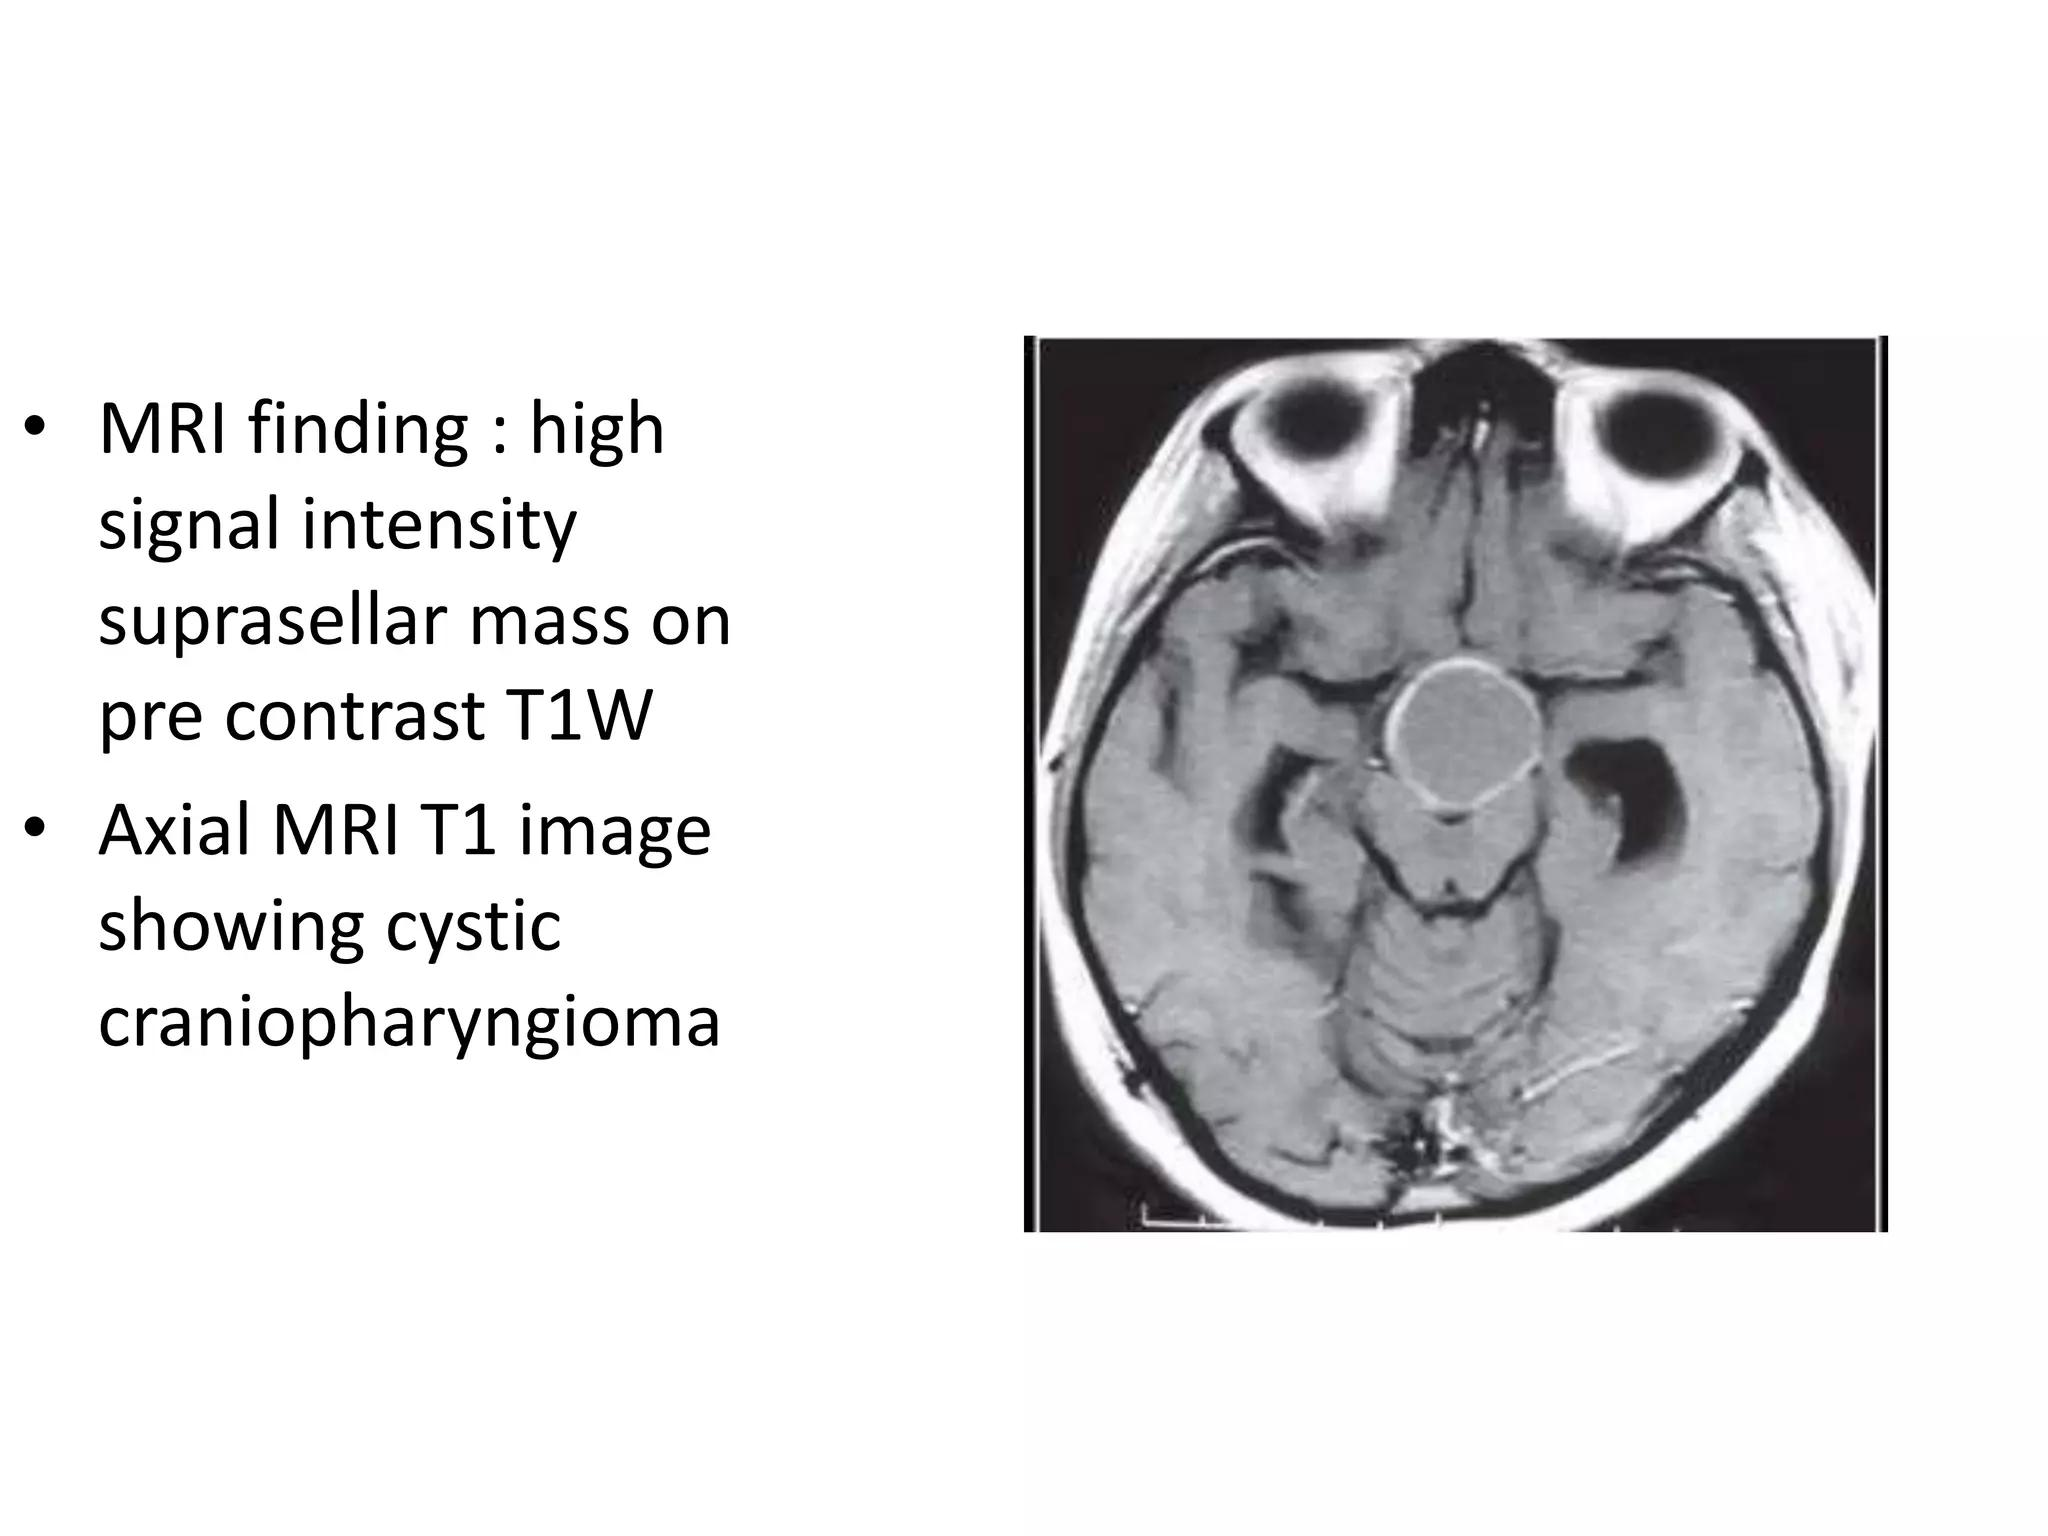 • MRI finding : high
signal intensity
suprasellar mass on
pre contrast T1W
• Axial MRI T1 image
showing cystic
craniopharyngioma